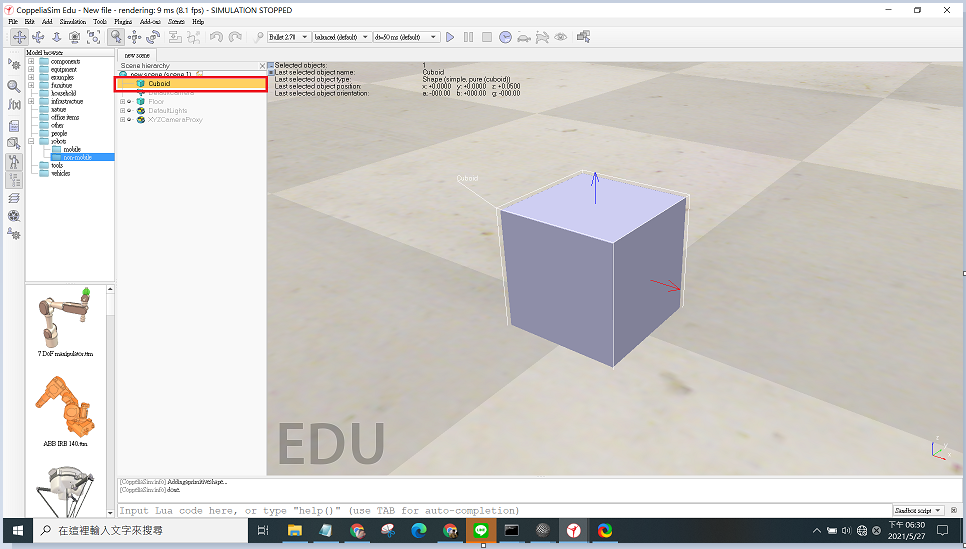 CoppeliaSim Edu - New file - rendering: 9 ms (8.1 fps) - SIMULATION STOPPED
File Edit Add Simulation Tools Plugins Add-ons Scenes Help
Bullet 2.78 balanced (default) dt=50 ms (default)
Model browser
components
equipment
examples
furniture
household
infrastructure
nature
office items
other
people
robots
mobile
non-mobile
tools
vehicles
7 DoF manipulator.ttm
ABB IRB 140.ttm
new scene
Scene hierarchy
new scene (scene 1)
Cuboid
DefaultCamera
Floor
DefaultLights
XYZCameraProxy
Selected objects: 1
Last selected object name: Cuboid
Last selected object type: Shape (simple, pure (cuboid))
Last selected object position: x: +0.0000 y: +0.0000 z: +0.0500
Last selected object orientation: a: -000.00 b: +000.00 g: -000.00
Cuboid
EDU
[CoppeliaSim:info] Adding a primitive shape...
[CoppeliaSim:info] done.
Input Lua code here, or type "help()" (use TAB for auto-completion)
Sandbox script
在這裡輸入文字來搜尋
下午 06:30
2021/5/27